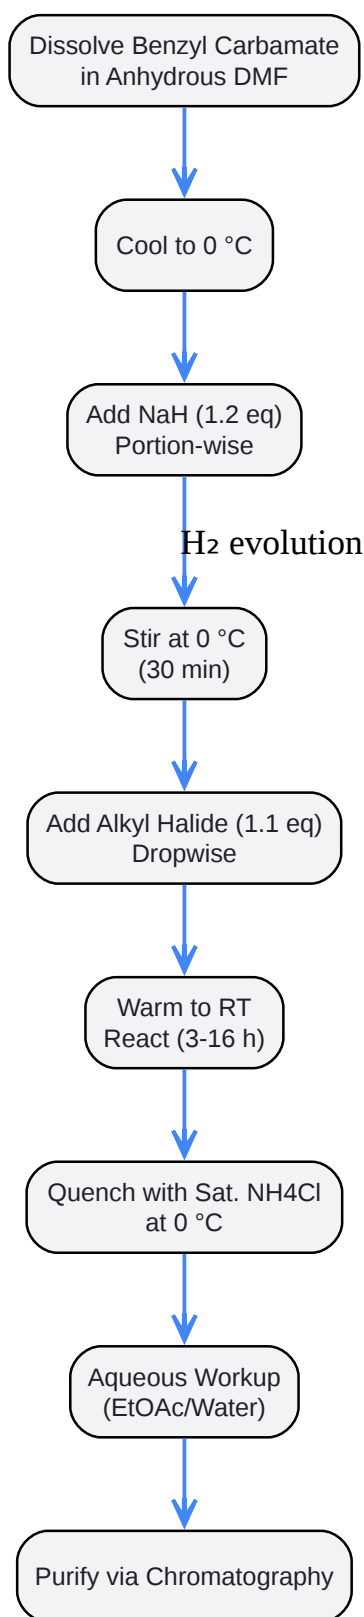 Dissolve Benzyl Carbamate
in Anhydrous DMF
Cool to 0 °C
Add NaH (1.2 eq)
Portion-wise
H₂ evolution
Stir at 0 °C
(30 min)
Add Alkyl Halide (1.1 eq)
Dropwise
Warm to RT
React (3-16 h)
Quench with Sat. NH4Cl
at 0 °C
Aqueous Workup
(EtOAc/Water)
Purify via Chromatography